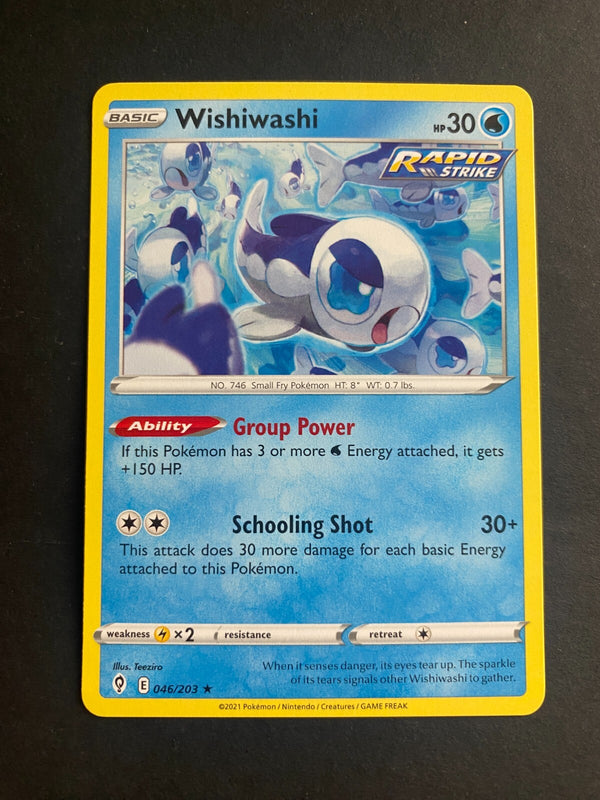 BASIC Wishiwashi HP 30
RAPID
STRIKE
NO. 746 Small Fry Pokémon HT: 8" WT: 0.7 lbs.
Ability Group Power
If this Pokémon has 3 or more Energy attached, it gets
+150 HP.
Schooling Shot 30+
This attack does 30 more damage for each basic Energy
attached to this Pokémon.
weakness ×2 resistance retreat
Illus. Teeziro
When it senses danger, its eyes tear up. The sparkle
of its tears signals other Wishiwashi to gather.
E 046/203 ★
©2021 Pokémon / Nintendo / Creatures / GAME FREAK